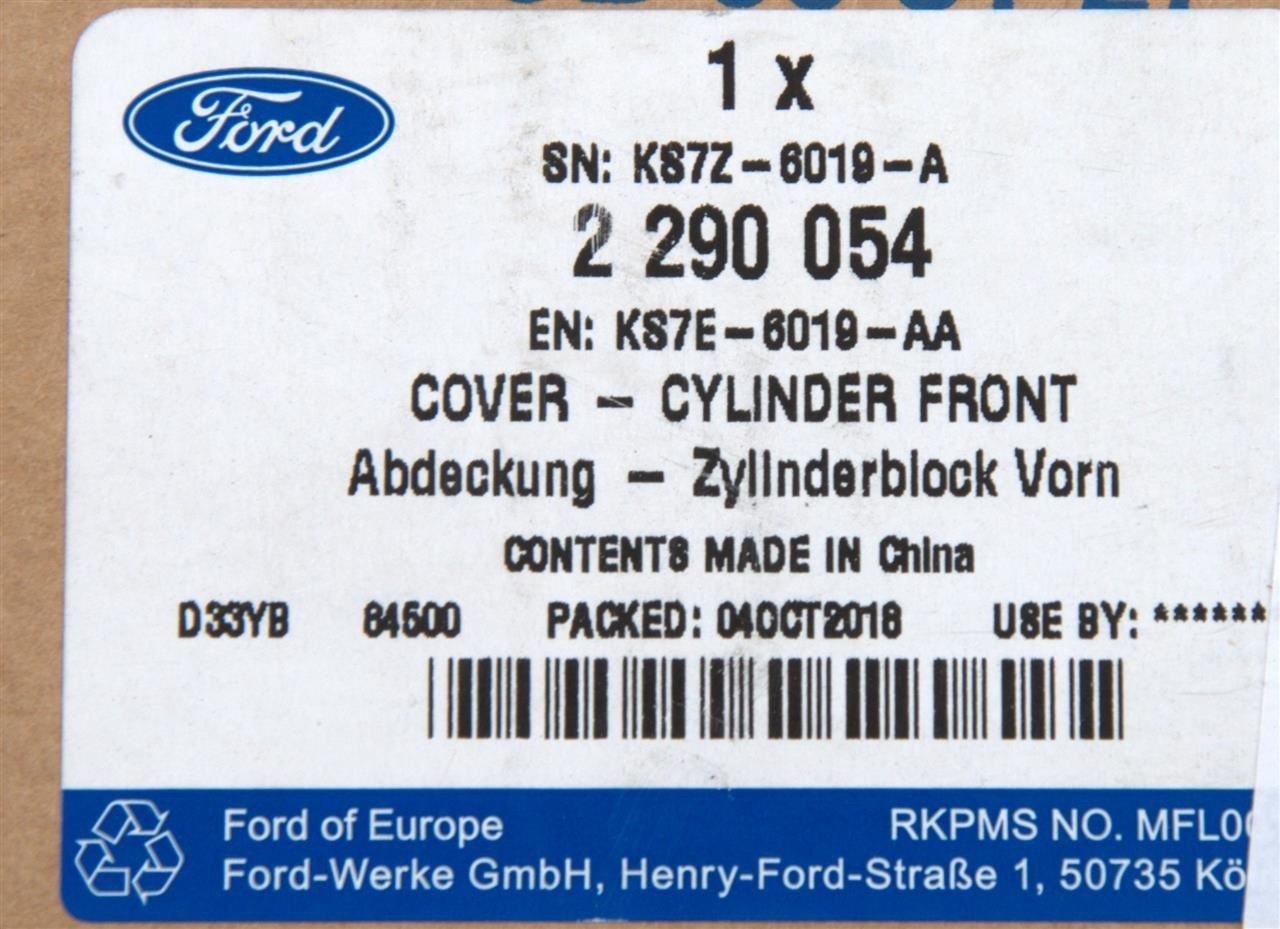 Ford
1 x
SN: KS7Z-6019-A
2 290 054
EN: KS7E-6019-AA
COVER - CYLINDER FRONT
Abdeckung - Zylinderblock Vorn
CONTENTS MADE IN China
D33YB 64500 PACKED: 04OCT2018 USE BY: ******
Ford of Europe RKPMS NO. MFL00
Ford-Werke GmbH, Henry-Ford-Straße 1, 50735 Kö